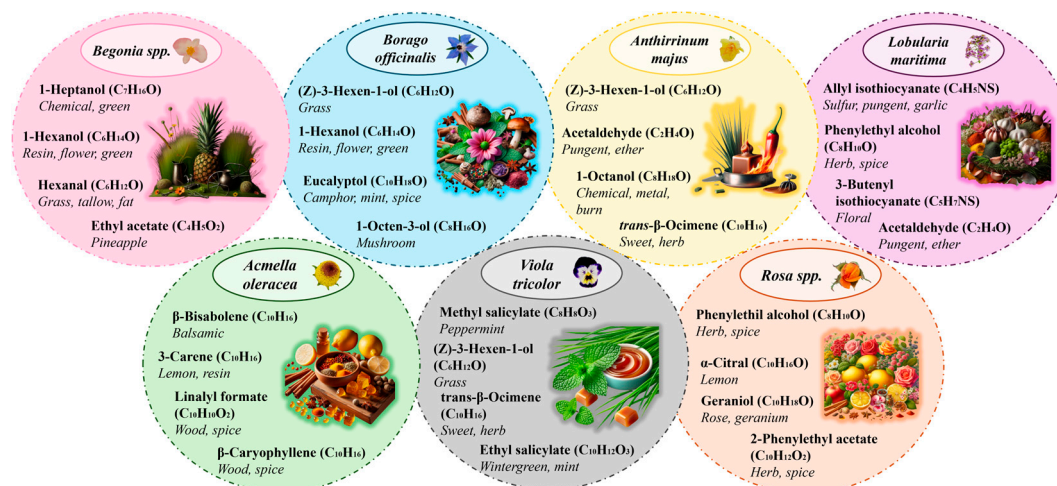 Begonia spp.
1-Heptanol (C₇H₁₆O)
Chemical, green
1-Hexanol (C₆H₁₄O)
Resin, flower, green
Hexanal (C₆H₁₂O)
Grass, tallow, fat
Ethyl acetate (C₄H₅O₂)
Pineapple
Borago
officinalis
(Z)-3-Hexen-1-ol (C₆H₁₂O)
Grass
1-Hexanol (C₆H₁₄O)
Resin, flower, green
Eucalyptol (C₁₀H₁₈O)
Camphor, mint, spice
1-Octen-3-ol (C₈H₁₆O)
Mushroom
Anthirrinum
majus
(Z)-3-Hexen-1-ol (C₆H₁₂O)
Grass
Acetaldehyde (C₂H₄O)
Pungent, ether
1-Octanol (C₈H₁₈O)
Chemical, metal,
burn
trans-β-Ocimene (C₁₀H₁₆)
Sweet, herb
Lobularia
maritima
Allyl isothiocyanate (C₄H₅NS)
Sulfur, pungent, garlic
Phenylethyl alcohol
(C₈H₁₀O)
Herb, spice
3-Butenyl
isothiocyanate (C₅H₇NS)
Floral
Acetaldehyde (C₂H₄O)
Pungent, ether
Acmella
oleracea
β-Bisabolene (C₁₀H₁₆)
Balsamic
3-Carene (C₁₀H₁₆)
Lemon, resin
Linalyl formate
(C₁₀H₁₀O₂)
Wood, spice
β-Caryophyllene (C₁₀H₁₆)
Wood, spice
Viola
tricolor
Methyl salicylate (C₈H₈O₃)
Peppermint
(Z)-3-Hexen-1-ol
(C₆H₁₂O)
Grass
trans-β-Ocimene
(C₁₀H₁₆)
Sweet, herb
Ethyl salicylate (C₁₀H₁₂O₃)
Wintergreen, mint
Rosa spp.
Phenylethil alcohol (C₈H₁₀O)
Herb, spice
α-Citral (C₁₀H₁₆O)
Lemon
Geraniol (C₁₀H₁₈O)
Rose, geranium
2-Phenylethyl acetate
(C₁₀H₁₂O₂)
Herb, spice